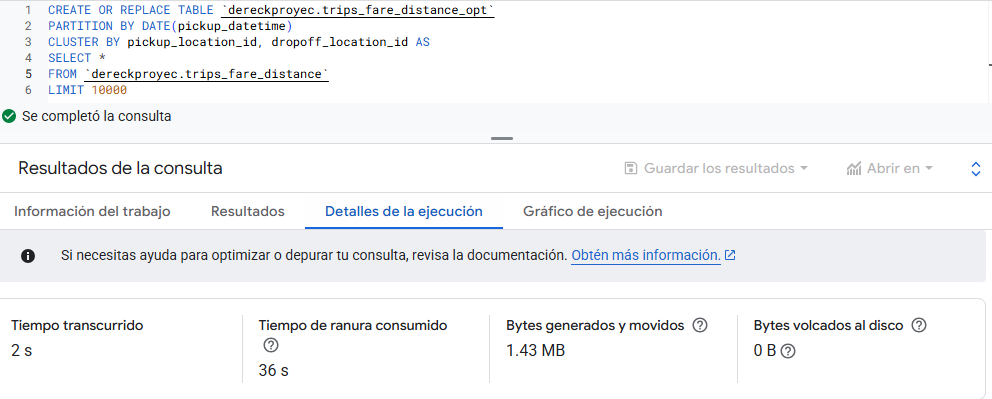 1 CREATE OR REPLACE TABLE `dereckproyec.trips_fare_distance_opt`
2 PARTITION BY DATE(pickup_datetime)
3 CLUSTER BY pickup_location_id, dropoff_location_id AS
4 SELECT *
5 FROM `dereckproyec.trips_fare_distance`
6 LIMIT 10000
Se completó la consulta
Resultados de la consulta
Guardar los resultados
Abrir en
Información del trabajo
Resultados
Detalles de la ejecución
Gráfico de ejecución
Si necesitas ayuda para optimizar o depurar tu consulta, revisa la documentación. Obtén más información.
Tiempo transcurrido
2 s
Tiempo de ranura consumido
36 s
Bytes generados y movidos
1.43 MB
Bytes volcados al disco
0 B